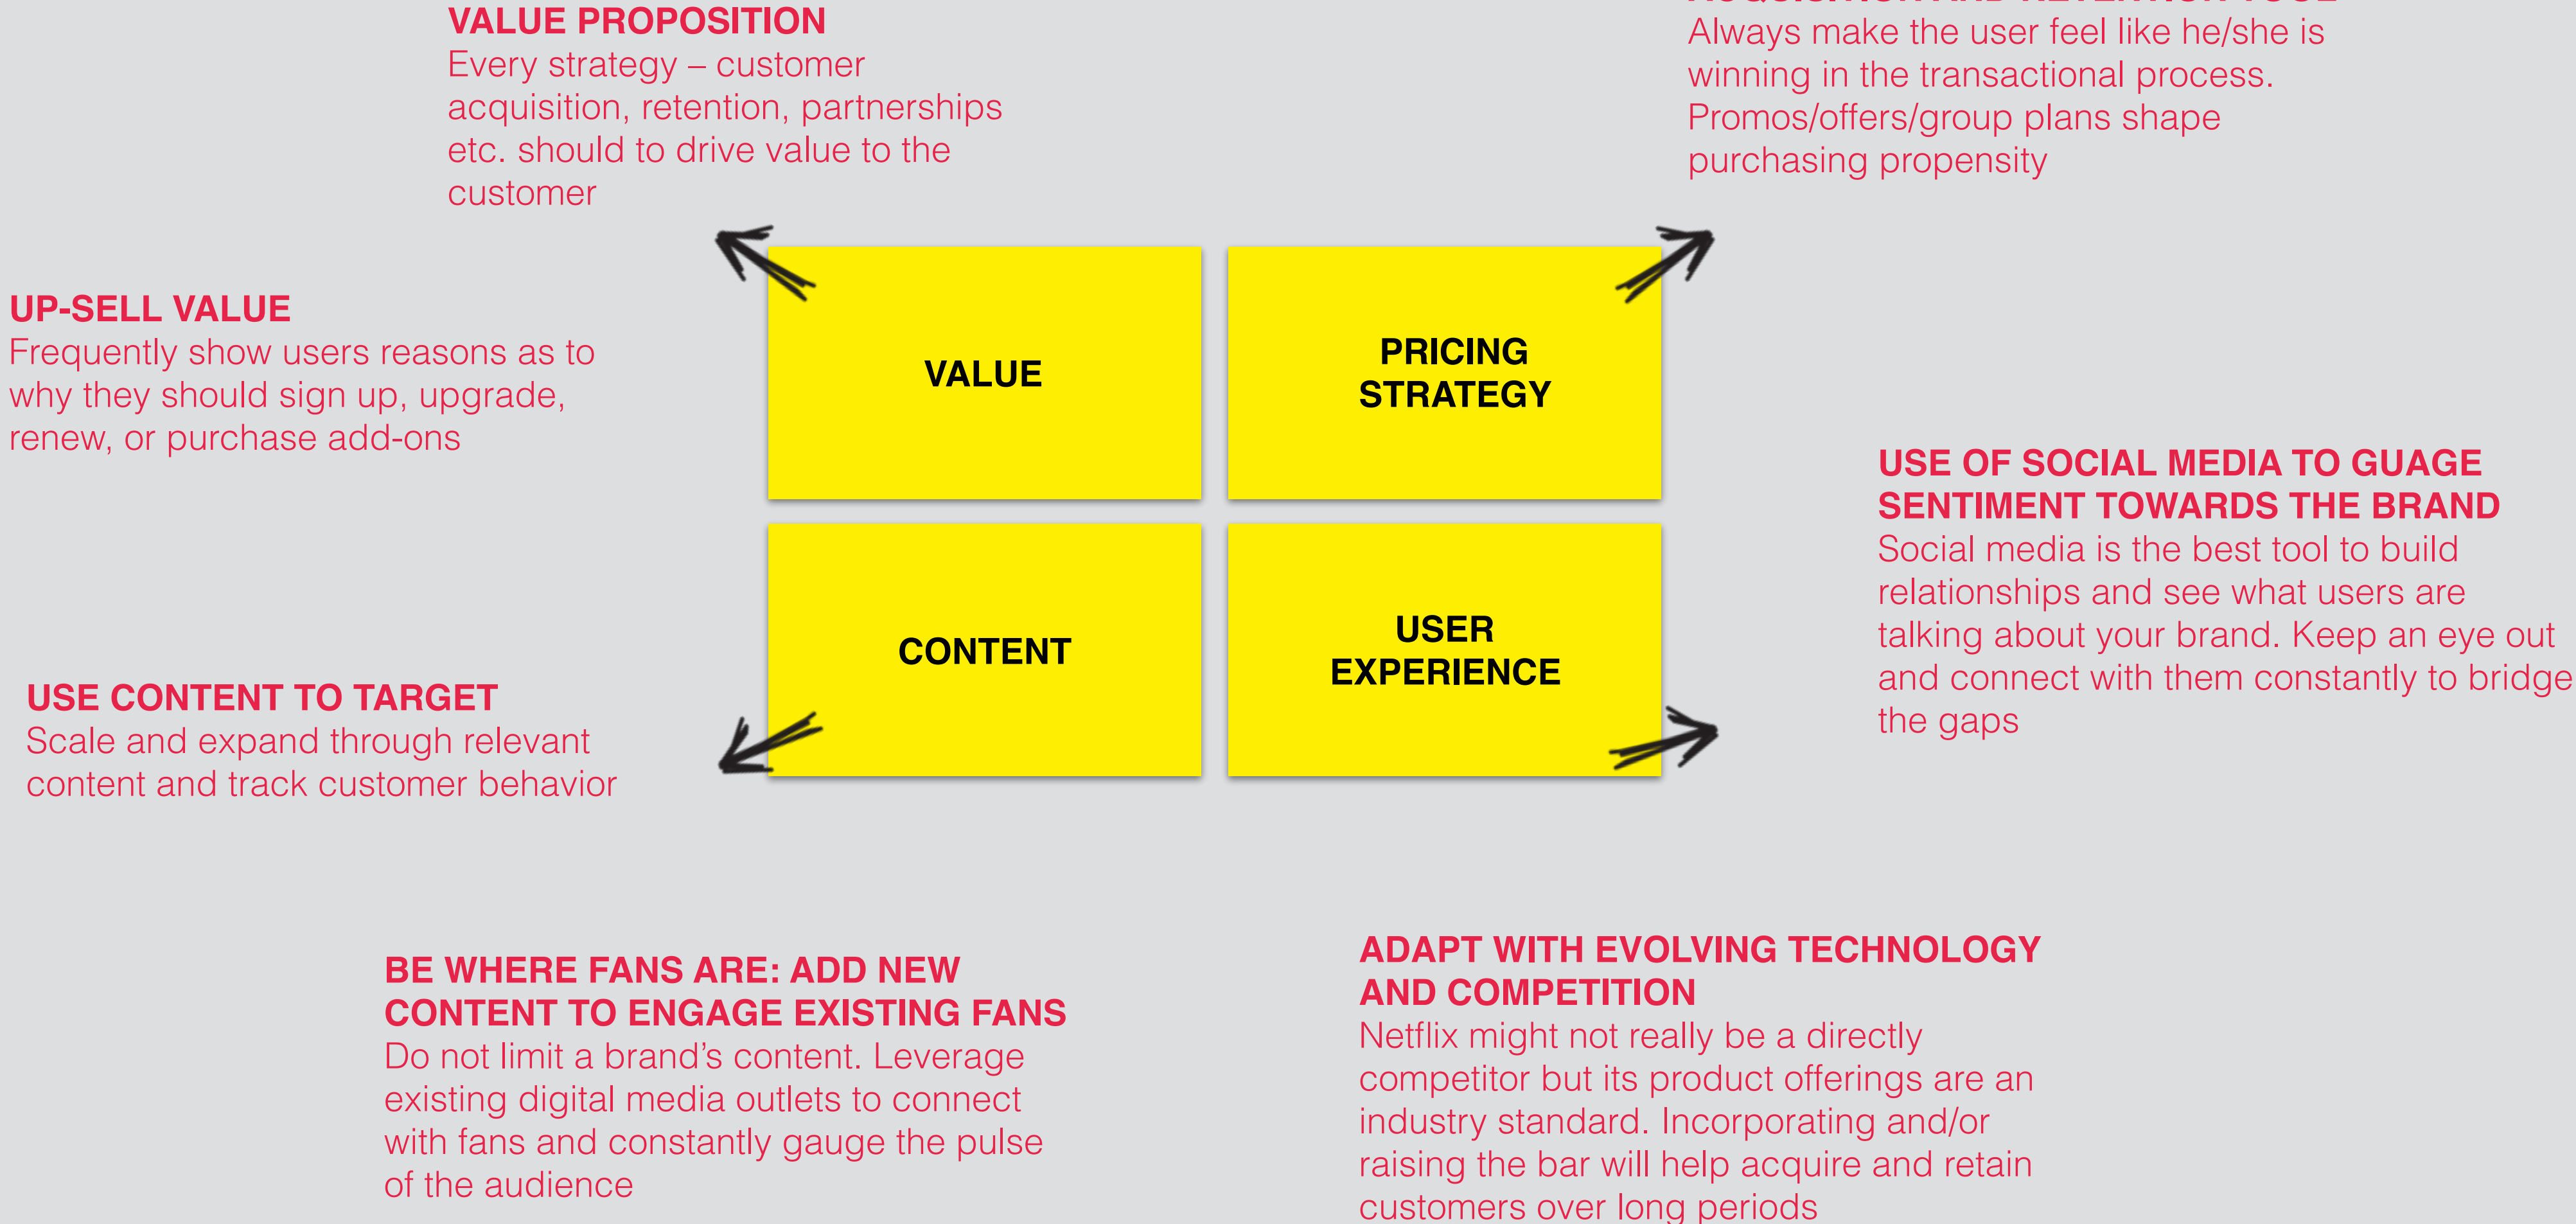 VALUE PROPOSITION
Every strategy – customer
acquisition, retention, partnerships
etc. should to drive value to the
customer
ACQUISITION AND RETENTION TOOL
Always make the user feel like he/she is
winning in the transactional process.
Promos/offers/group plans shape
purchasing propensity
UP-SELL VALUE
Frequently show users reasons as to
why they should sign up, upgrade,
renew, or purchase add-ons
VALUE
PRICING
STRATEGY
USE OF SOCIAL MEDIA TO GUAGE
SENTIMENT TOWARDS THE BRAND
Social media is the best tool to build
relationships and see what users are
talking about your brand. Keep an eye out
and connect with them constantly to bridge
the gaps
CONTENT
USER
EXPERIENCE
USE CONTENT TO TARGET
Scale and expand through relevant
content and track customer behavior
BE WHERE FANS ARE: ADD NEW
CONTENT TO ENGAGE EXISTING FANS
Do not limit a brand’s content. Leverage
existing digital media outlets to connect
with fans and constantly gauge the pulse
of the audience
ADAPT WITH EVOLVING TECHNOLOGY
AND COMPETITION
Netflix might not really be a directly
competitor but its product offerings are an
industry standard. Incorporating and/or
raising the bar will help acquire and retain
customers over long periods